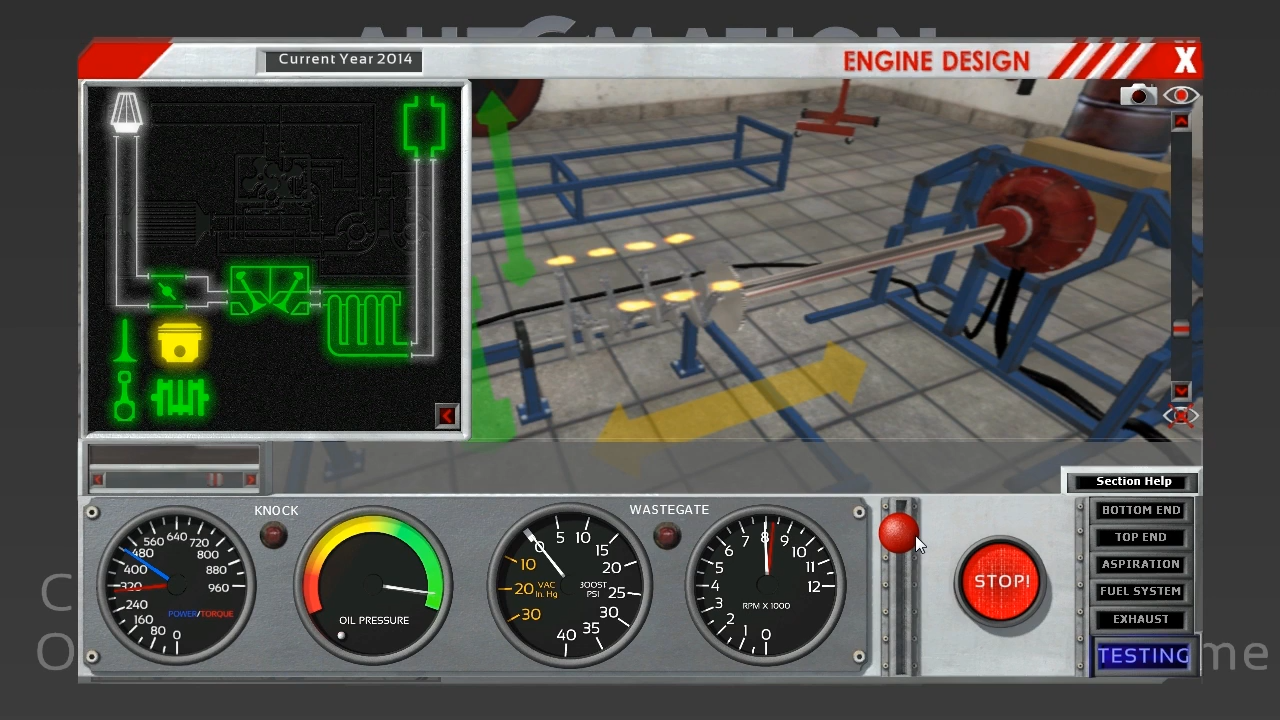 AUTOMATION
Current Year 2014
ENGINE DESIGN
X
Section Help
KNOCK
WASTEGATE
BOTTOM END
TOP END
ASPIRATION
FUEL SYSTEM
EXHAUST
TESTING
STOP!
0 80 160 240 320 400 480 560 640 720 800 880 960
POWER/TORQUE
OIL PRESSURE
30 20 10 0 5 10 15 20 25 30 35 40
VAC In. Hg
BOOST PSI
0 1 2 3 4 5 6 7 8 9 10 11 12
RPM X 1000
C
O
me